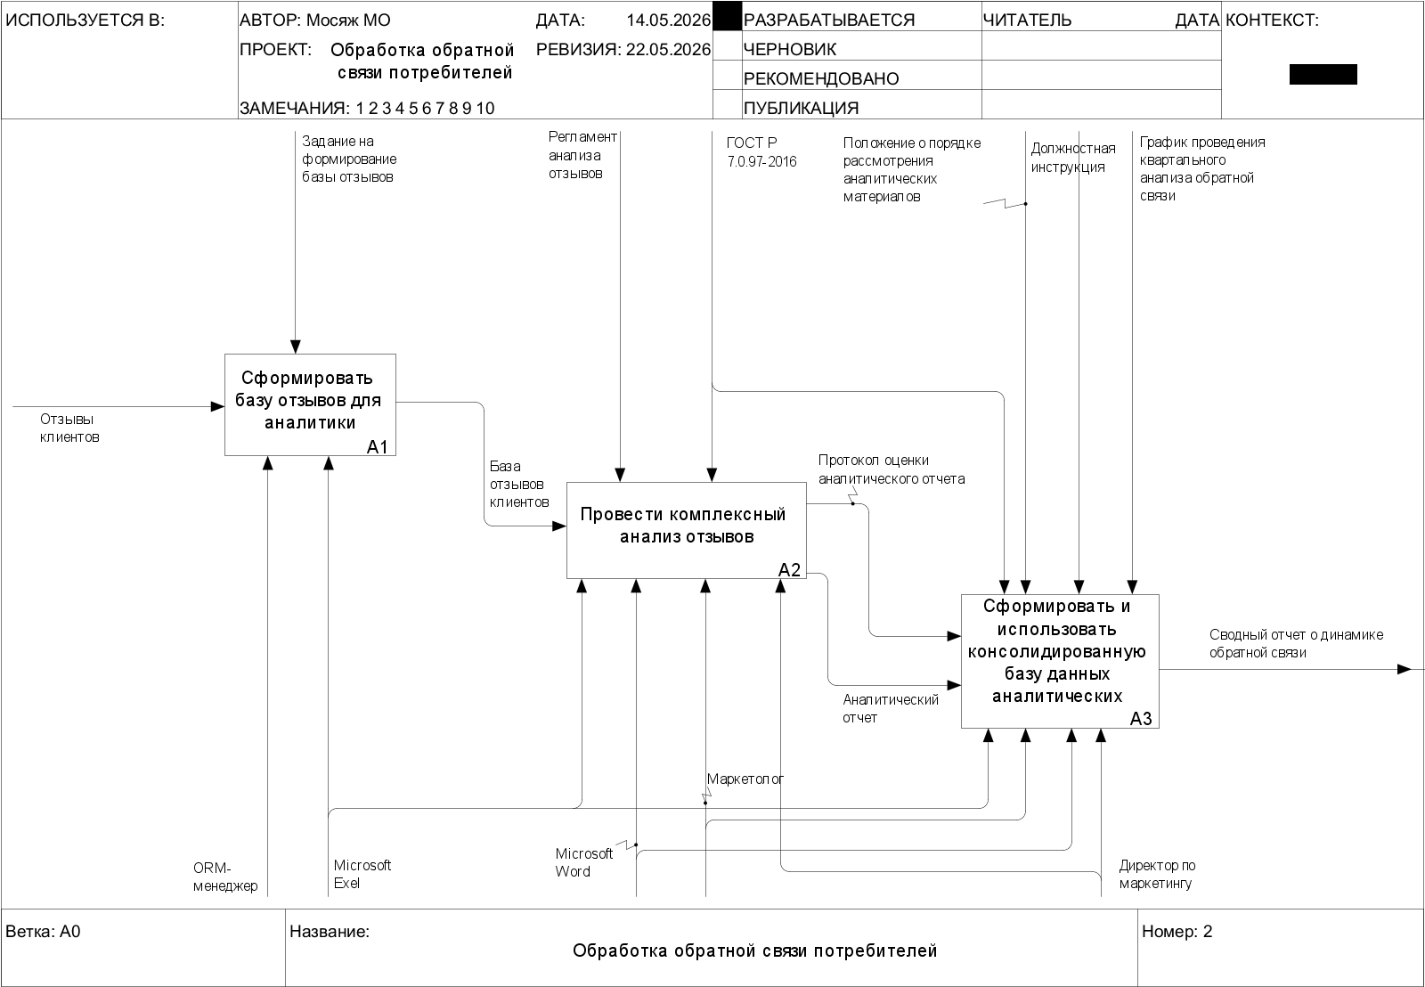 ИСПОЛЬЗУЕТСЯ В:
АВТОР: Мосяж МО
ДАТА: 14.05.2026
РАЗРАБАТЫВАЕТСЯ
ЧИТАТЕЛЬ
ДАТА
КОНТЕКСТ:
ПРОЕКТ: Обработка обратной
связи потребителей
РЕВИЗИЯ: 22.05.2026
ЧЕРНОВИК
РЕКОМЕНДОВАНО
ЗАМЕЧАНИЯ: 1 2 3 4 5 6 7 8 9 10
ПУБЛИКАЦИЯ
Задание на
формирование
базы отзывов
Регламент
анализа
отзывов
ГОСТ Р
7.0.97-2016
Положение о порядке
рассмотрения
аналитических
материалов
Должностная
инструкция
График проведения
квартального
анализа обратной
связи
Сформировать
базу отзывов для
аналитики
A1
Отзывы
клиентов
База
отзывов
клиентов
Протокол оценки
аналитического отчета
Провести комплексный
анализ отзывов
A2
Сформировать и
использовать
консолидированную
базу данных
аналитических
A3
Сводный отчет о динамике
обратной связи
Аналитический
отчет
Маркетолог
ORM-
менеджер
Microsoft
Exel
Microsoft
Word
Директор по
маркетингу
Ветка: A0
Название:
Обработка обратной связи потребителей
Номер: 2